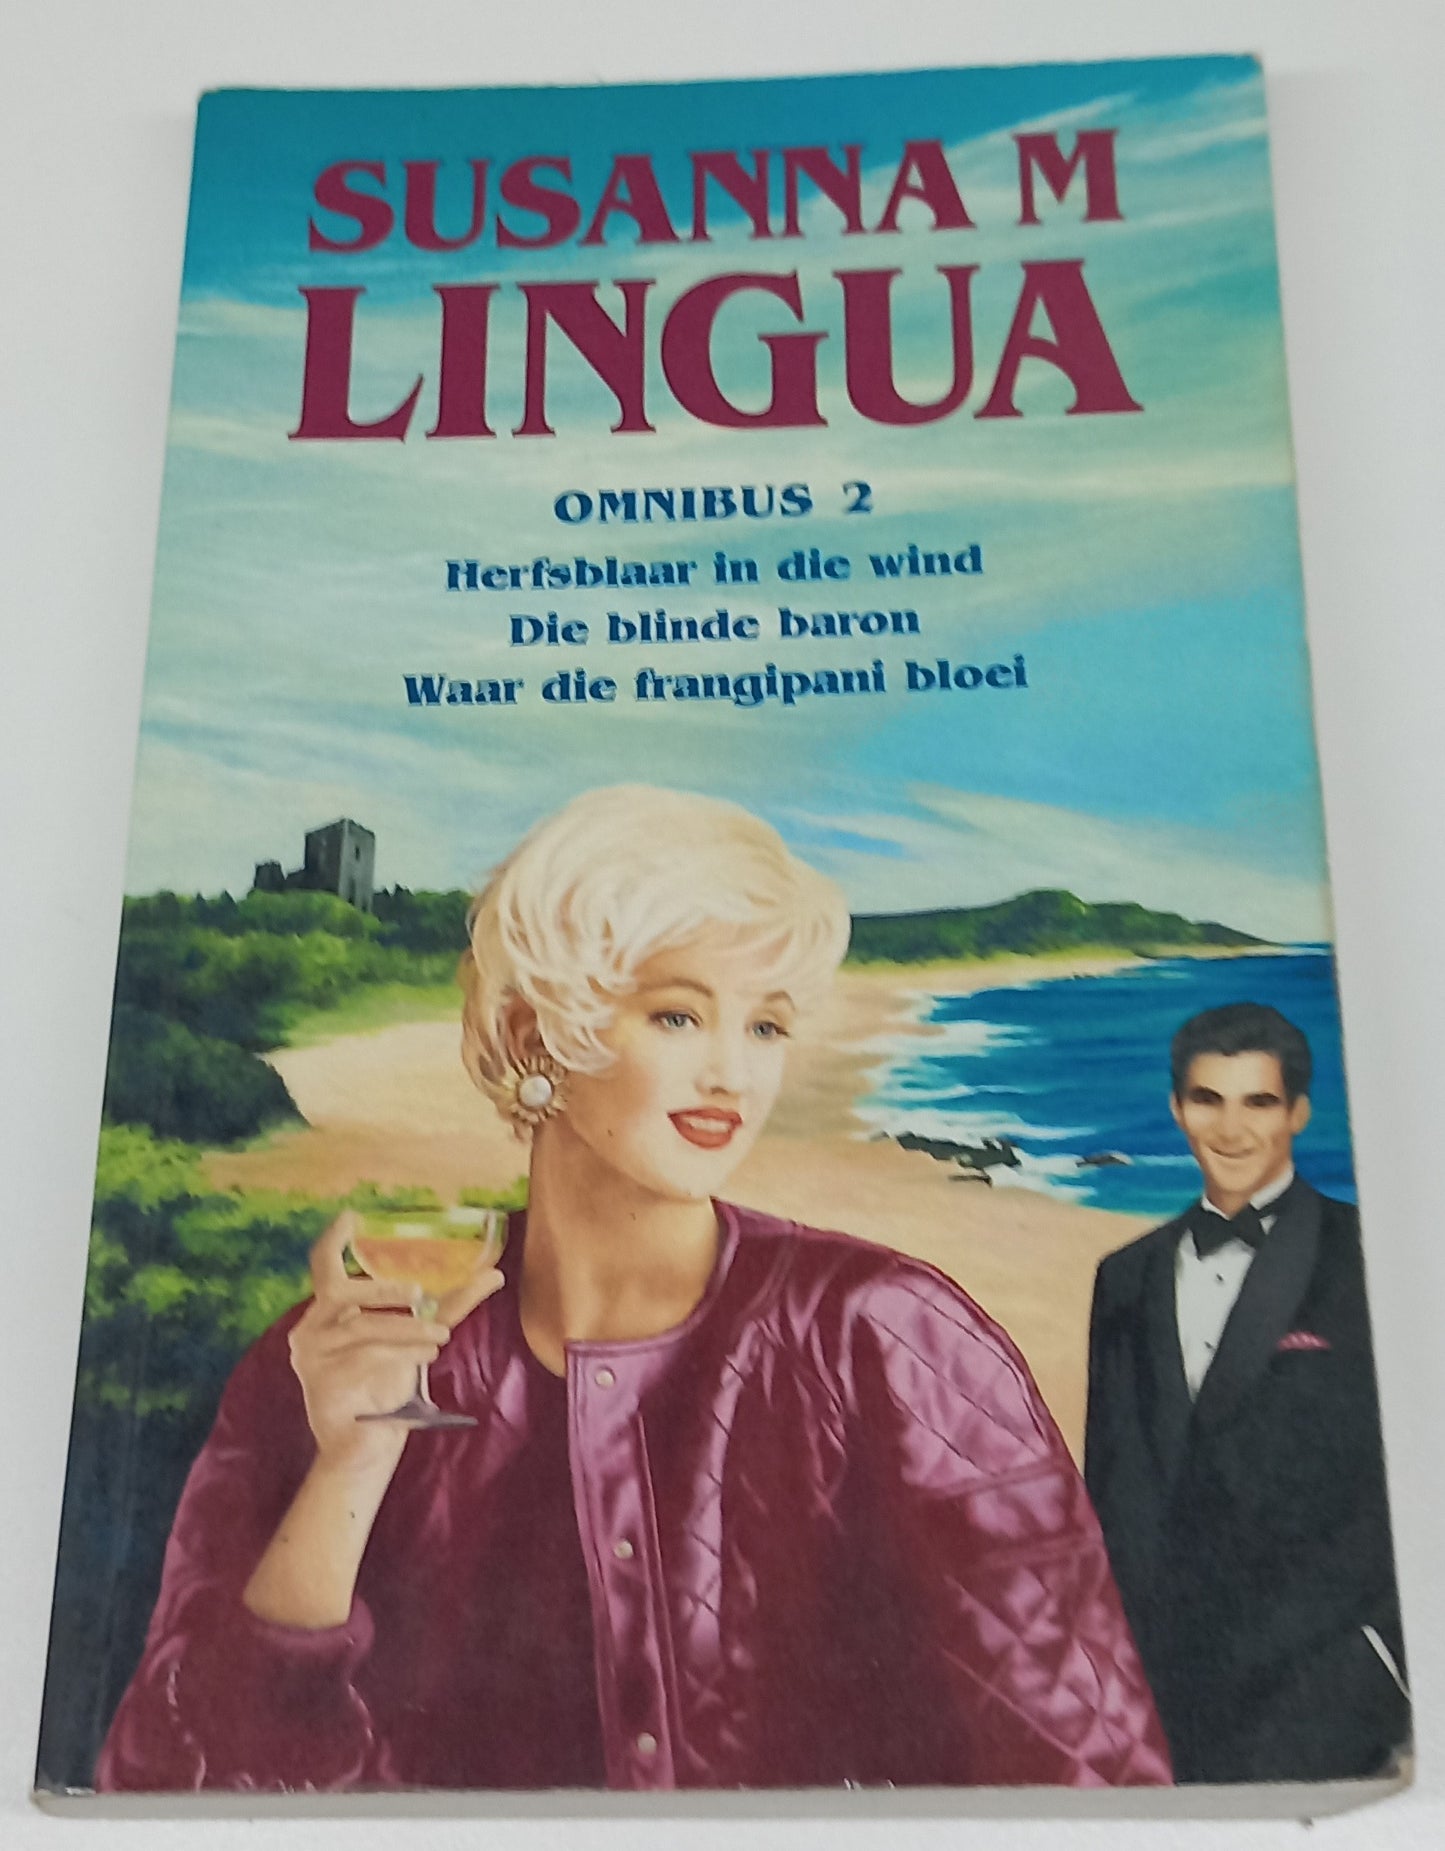 SUSANNA M
LINGUA
OMNIBUS 2
Herfsblaar in die wind
Die blinde baron
Waar die frangipani bloei